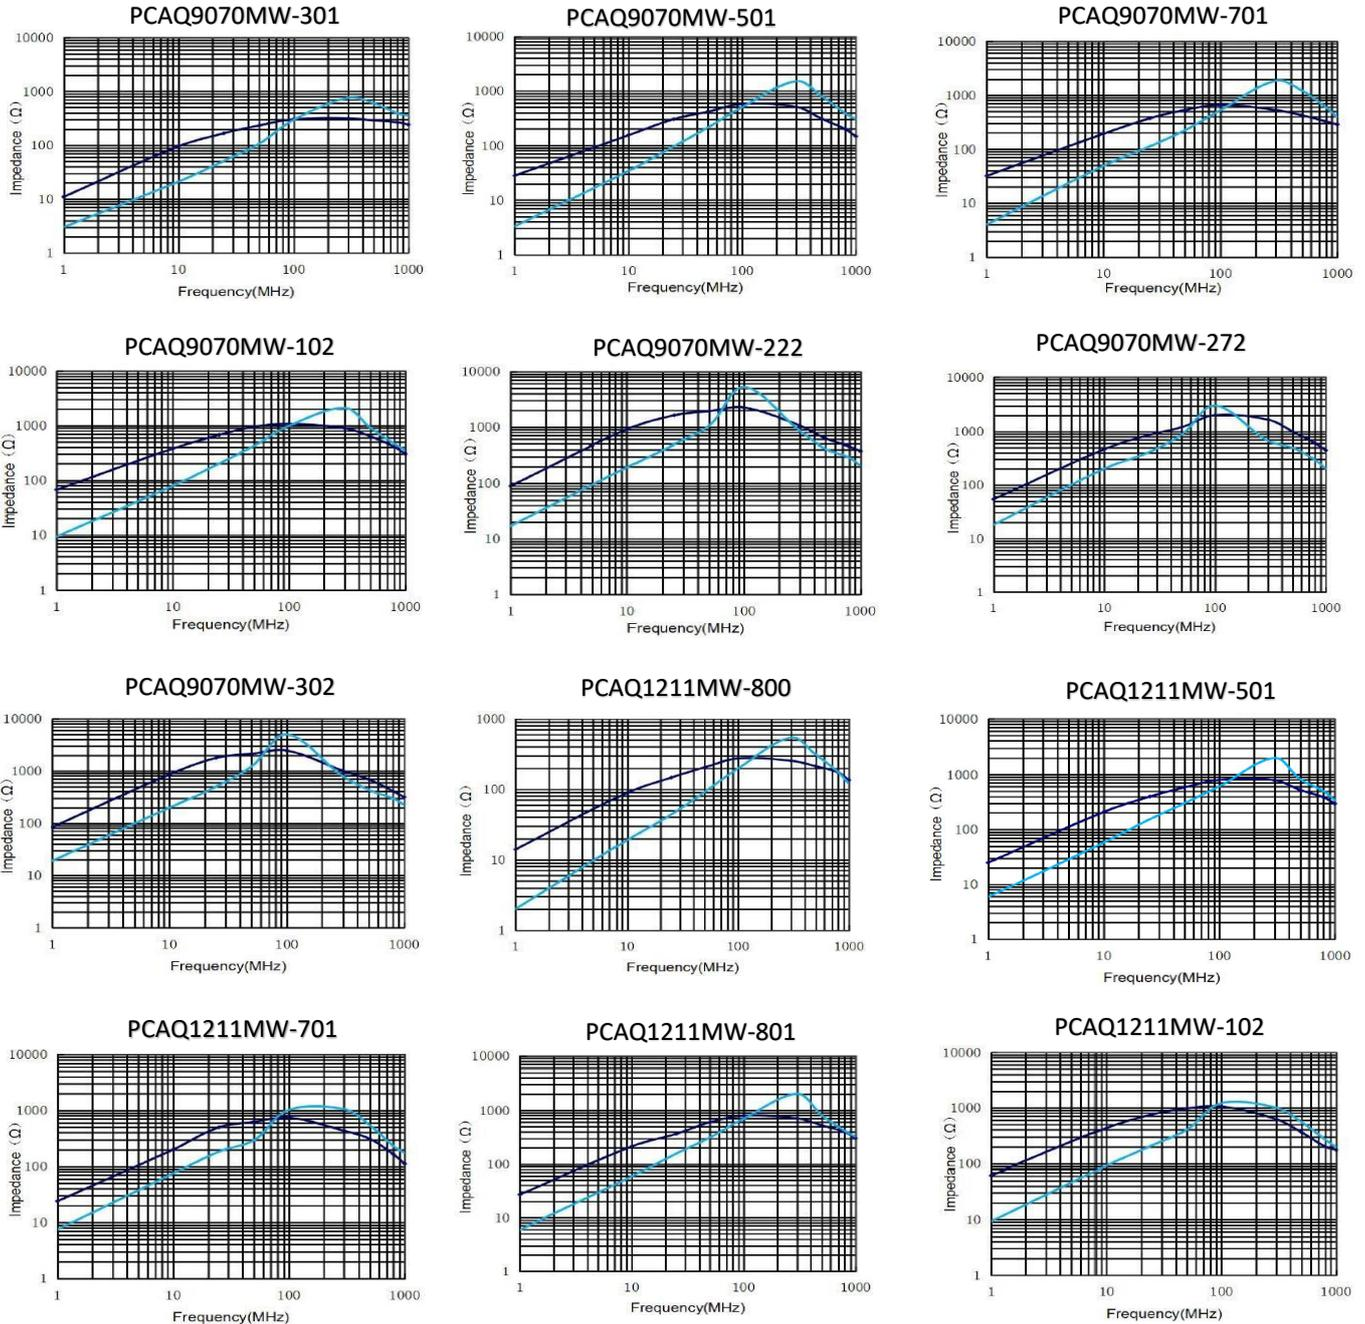 PCAQ9070MW-301
10000
1000
100
10
1
Impedance (Ω)
1 10 100 1000
Frequency(MHz)
PCAQ9070MW-501
10000
1000
100
10
1
Impedance (Ω)
1 10 100 1000
Frequency(MHz)
PCAQ9070MW-701
10000
1000
100
10
1
Impedance (Ω)
1 10 100 1000
Frequency(MHz)
PCAQ9070MW-102
10000
1000
100
10
1
Impedance (Ω)
1 10 100 1000
Frequency(MHz)
PCAQ9070MW-222
10000
1000
100
10
1
Impedance (Ω)
1 10 100 1000
Frequency(MHz)
PCAQ9070MW-272
10000
1000
100
10
1
Impedance (Ω)
1 10 100 1000
Frequency(MHz)
PCAQ9070MW-302
10000
1000
100
10
1
Impedance (Ω)
1 10 100 1000
Frequency(MHz)
PCAQ1211MW-800
1000
100
10
1
Impedance (Ω)
1 10 100 1000
Frequency(MHz)
PCAQ1211MW-501
10000
1000
100
10
1
Impedance (Ω)
1 10 100 1000
Frequency(MHz)
PCAQ1211MW-701
10000
1000
100
10
1
Impedance (Ω)
1 10 100 1000
Frequency(MHz)
PCAQ1211MW-801
10000
1000
100
10
1
Impedance (Ω)
1 10 100 1000
Frequency(MHz)
PCAQ1211MW-102
10000
1000
100
10
1
Impedance (Ω)
1 10 100 1000
Frequency(MHz)